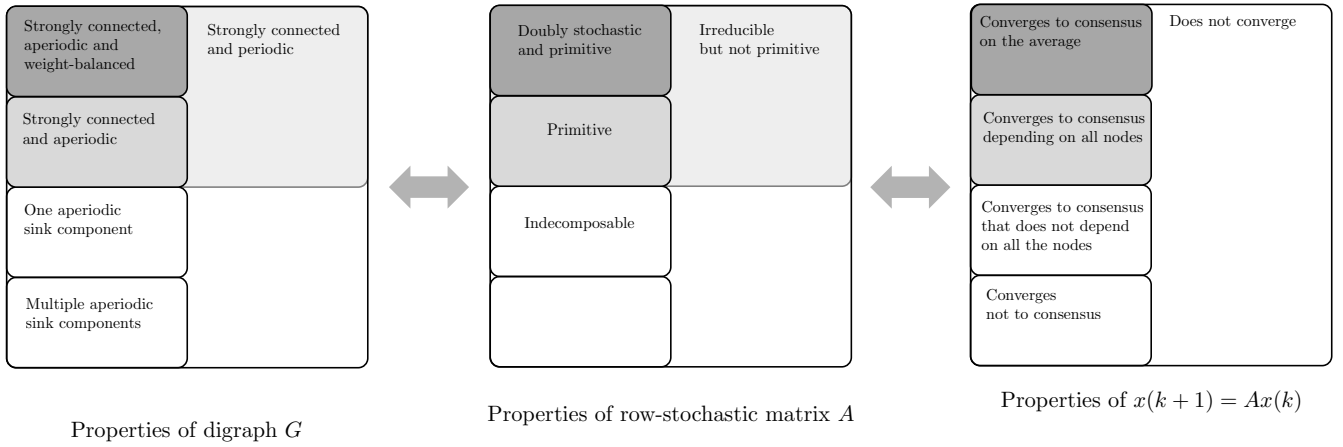 Strongly connected,
aperiodic and
weight-balanced
Strongly connected
and periodic
Strongly connected
and aperiodic
One aperiodic
sink component
Multiple aperiodic
sink components
Properties of digraph G
Doubly stochastic
and primitive
Irreducible
but not primitive
Primitive
Indecomposable
Properties of row-stochastic matrix A
Converges to consensus
on the average
Does not converge
Converges to consensus
depending on all nodes
Converges to consensus
that does not depend
on all the nodes
Converges
not to consensus
Properties of x(k + 1) = Ax(k)